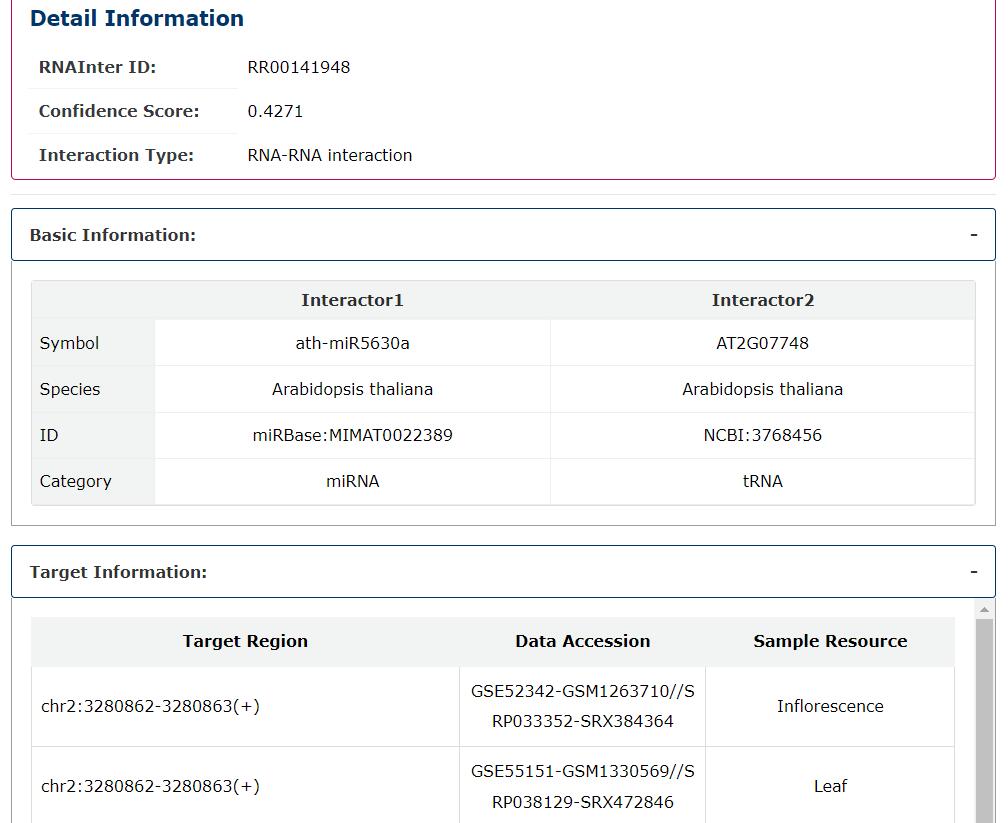 Detail Information
RNAInter ID: RR00141948
Confidence Score: 0.4271
Interaction Type: RNA-RNA interaction
Basic Information: -
Interactor1 Interactor2
Symbol ath-miR5630a AT2G07748
Species Arabidopsis thaliana Arabidopsis thaliana
ID miRBase:MIMAT0022389 NCBI:3768456
Category miRNA tRNA
Target Information: -
Target Region Data Accession Sample Resource
chr2:3280862-3280863(+) GSE52342-GSM1263710//S
RP033352-SRX384364 Inflorescence
chr2:3280862-3280863(+) GSE55151-GSM1330569//S
RP038129-SRX472846 Leaf